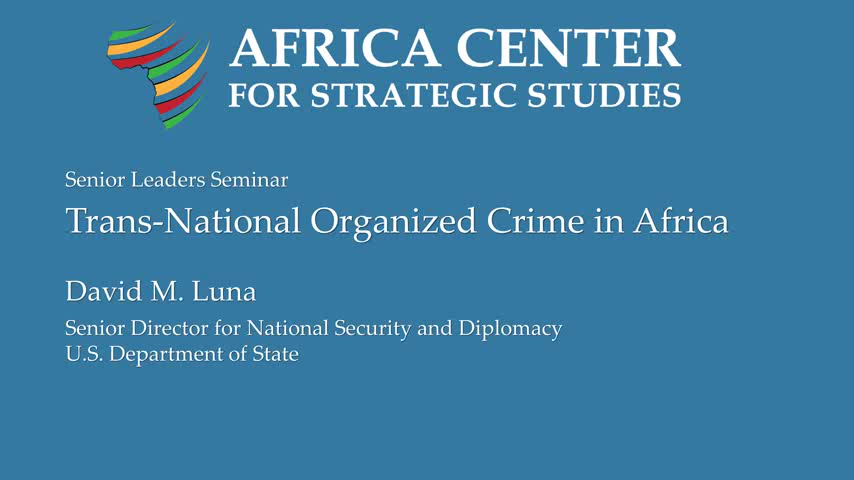 AFRICA CENTER
FOR STRATEGIC STUDIES
Senior Leaders Seminar
Trans-National Organized Crime in Africa
David M. Luna
Senior Director for National Security and Diplomacy
U.S. Department of State